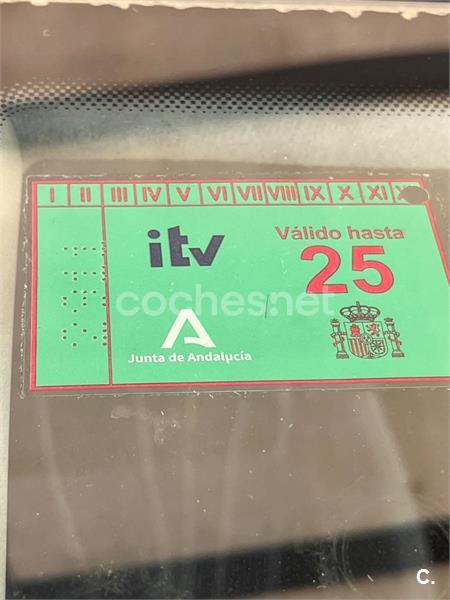 I II III IV V VI VII VIII IX X XI
itv
Válido hasta
25
coches.net
Junta de Andalucía
C.